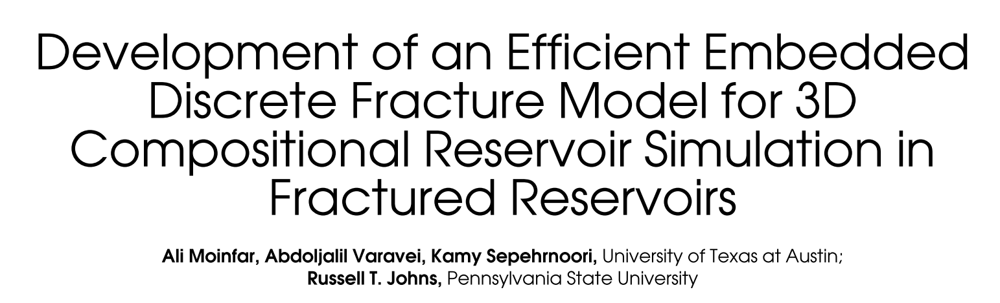 Development of an Efficient Embedded
Discrete Fracture Model for 3D
Compositional Reservoir Simulation in
Fractured Reservoirs
Ali Moinfar, Abdoljalil Varavei, Kamy Sepehrnoori, University of Texas at Austin;
Russell T. Johns, Pennsylvania State University